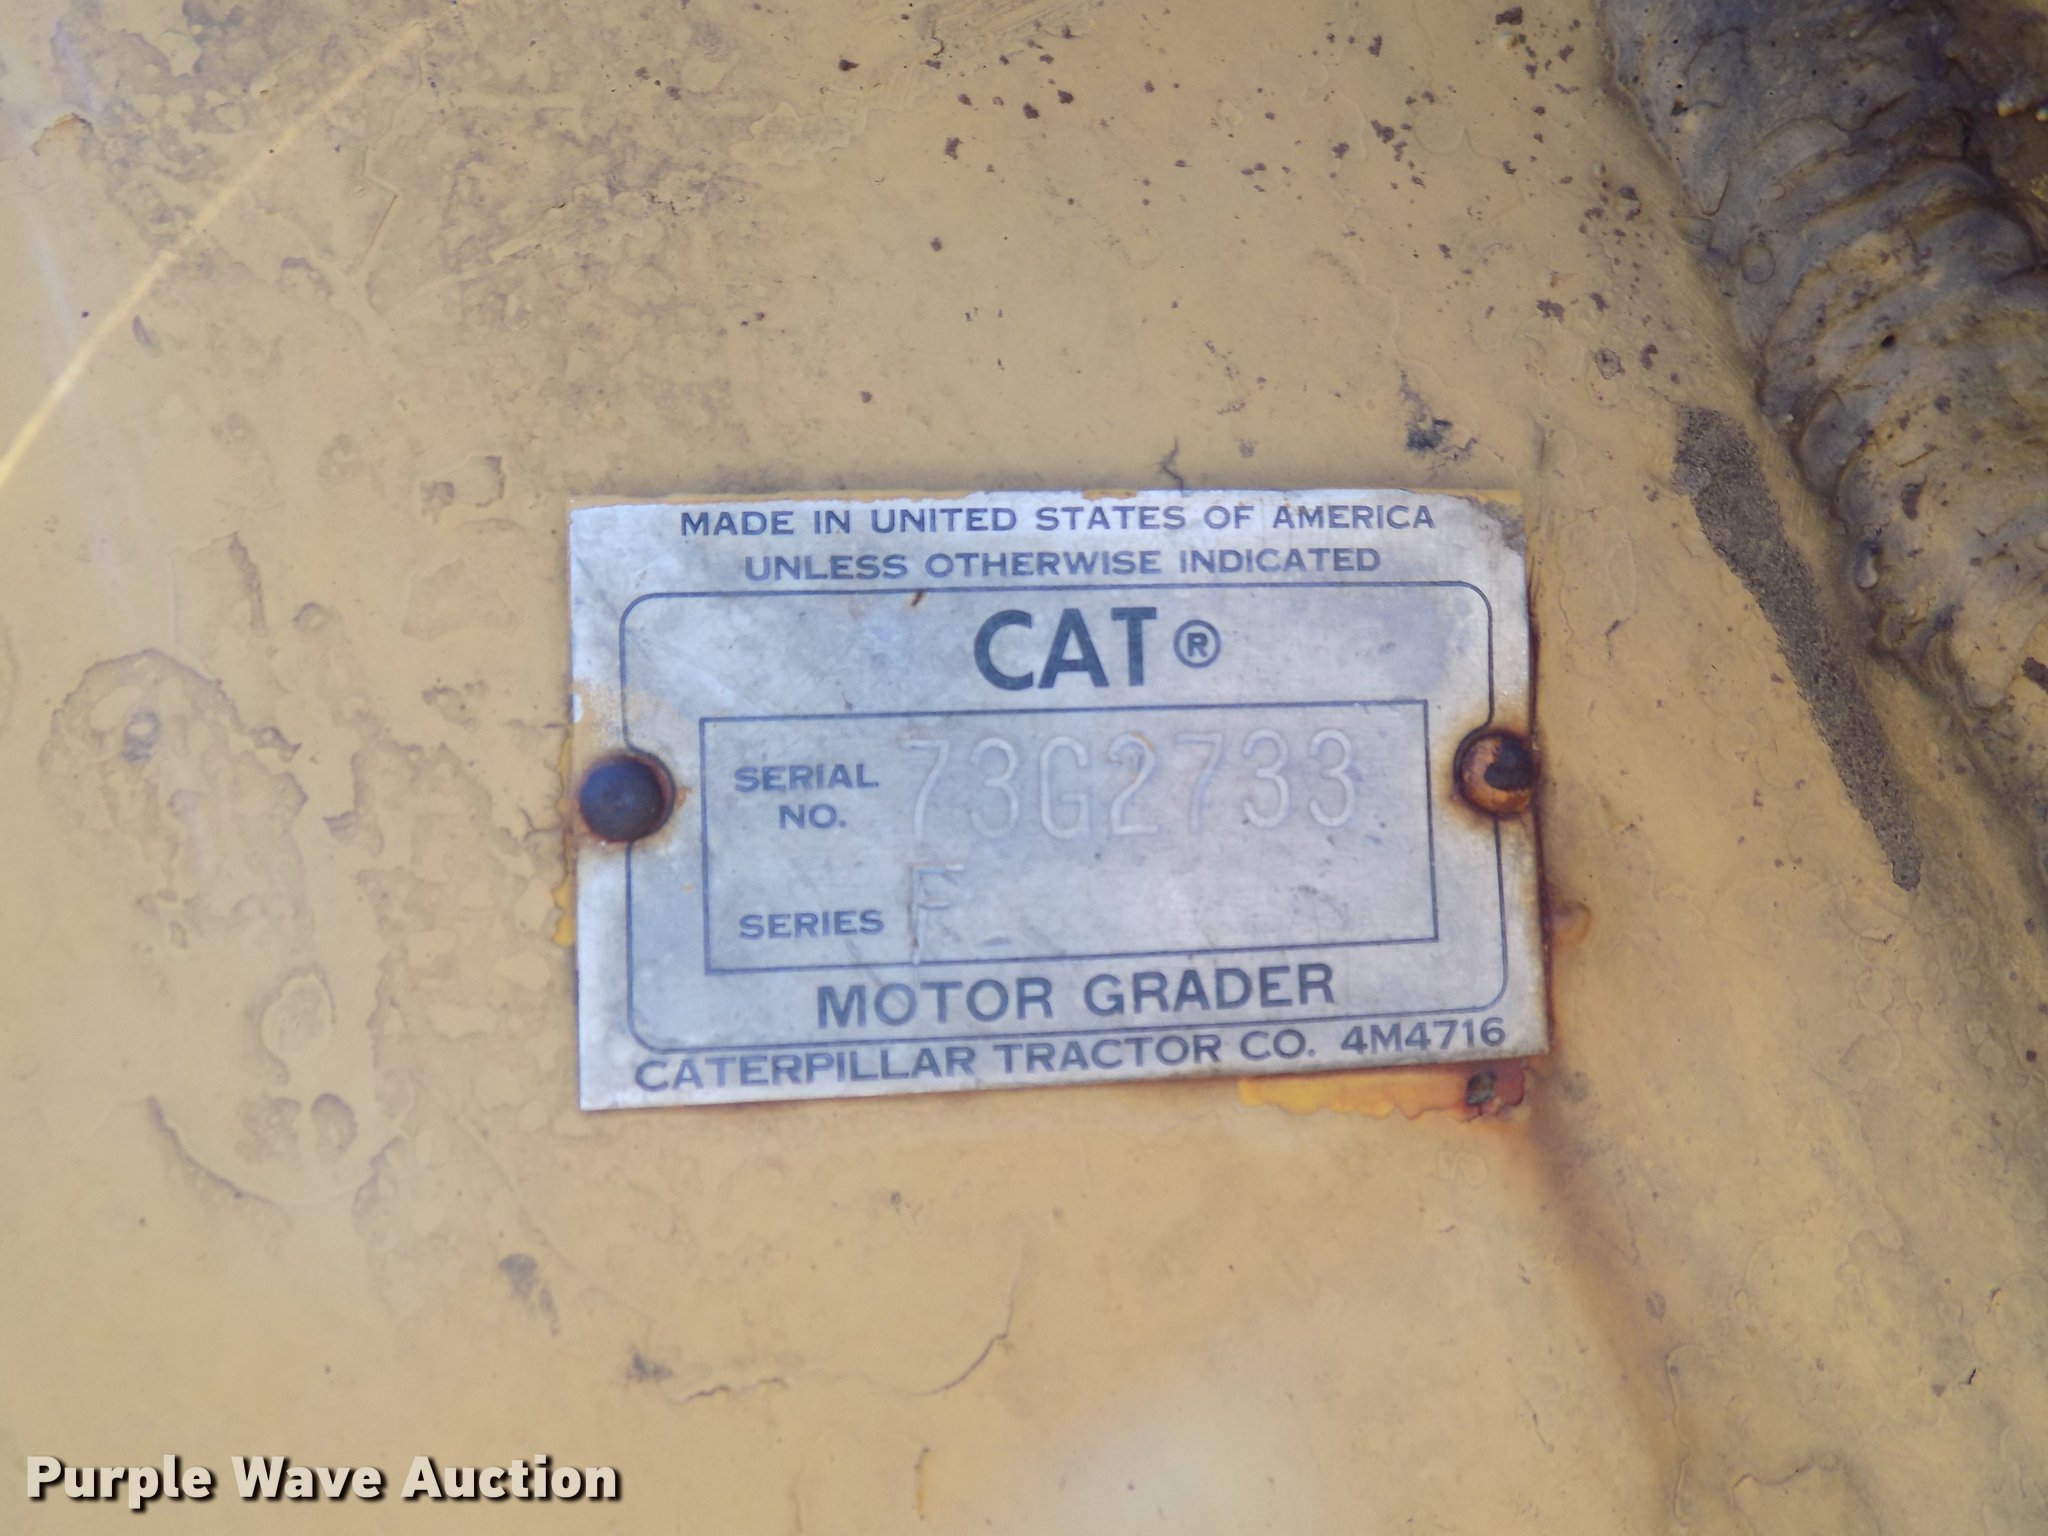 MADE IN UNITED STATES OF AMERICA
UNLESS OTHERWISE INDICATED
CAT®
SERIAL NO. 73G2733
SERIES F
MOTOR GRADER
CATERPILLAR TRACTOR CO. 4M4716
Purple Wave Auction